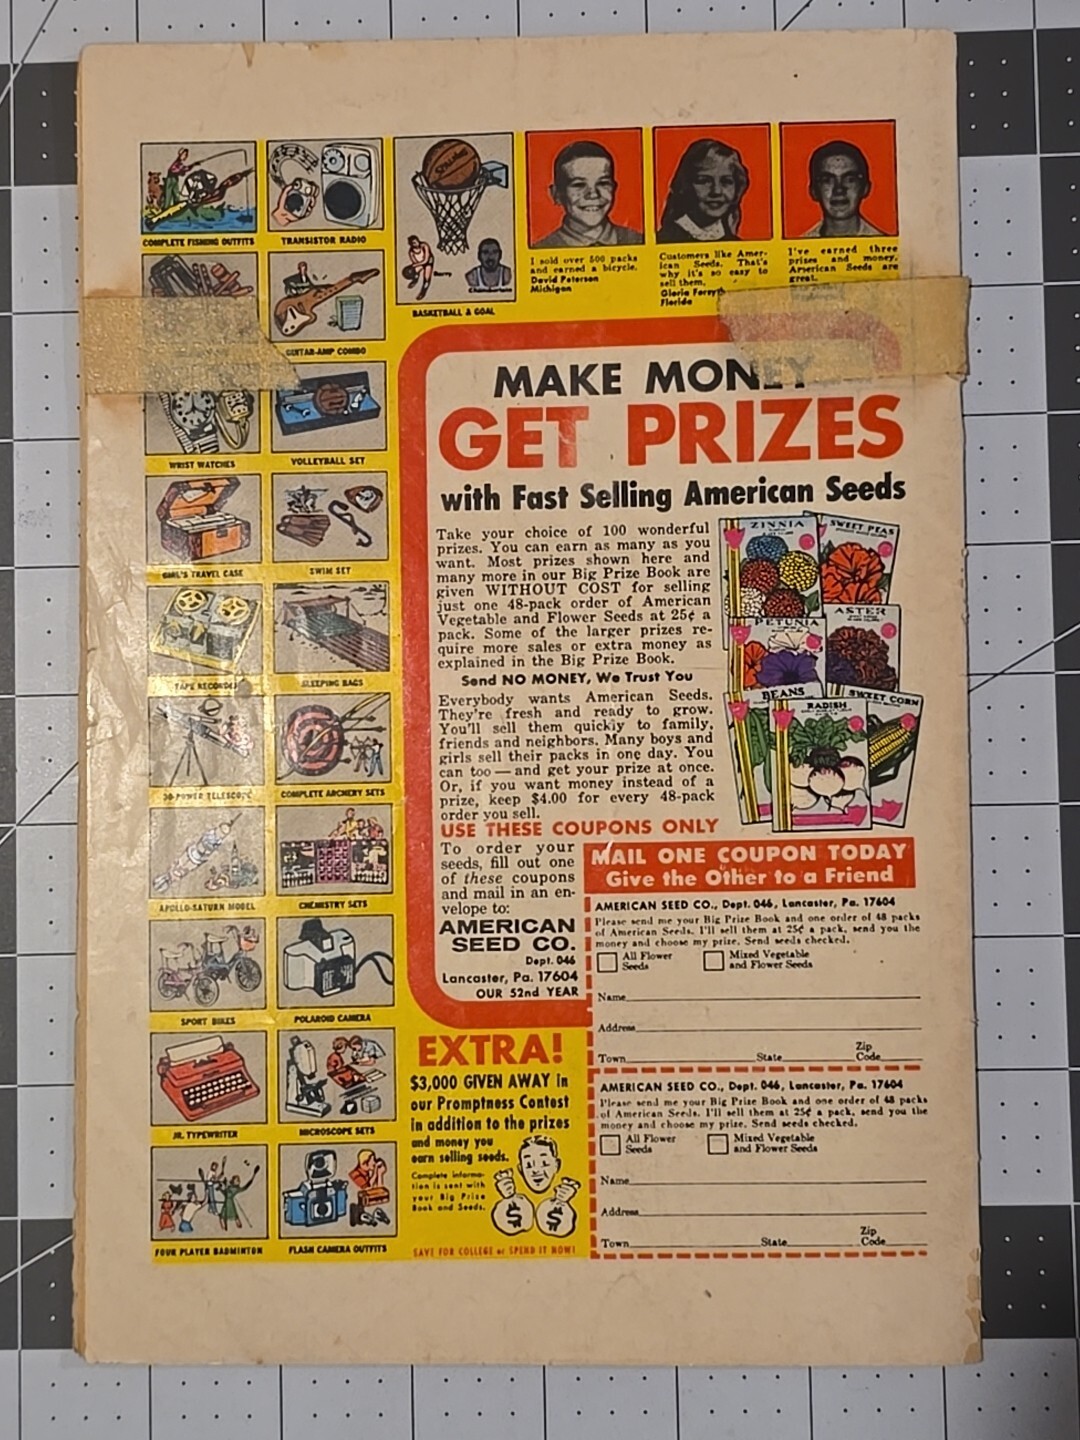 COMPLETE FISHING OUTFITS
TRANSISTOR RADIO
SPALDING
Barry
Chamberlain
BASKETBALL & GOAL
I sold over 500 packs
and earned a bicycle.
David Peterson
Michigan
Customers like Amer-
ican Seeds. That's
why it's so easy to
sell them.
Gloria Forsyth
Florida
I've earned three
prizes and money.
American Seeds are
great.
GUITAR-AMP COMBO
WRIST WATCHES
VOLLEYBALL SET
GIRL'S TRAVEL CASE
SWIM SET
TAPE RECORDER
SLEEPING BAGS
30-POWER TELESCOPE
COMPLETE ARCHERY SETS
APOLLO-SATURN MODEL
CHEMISTRY SETS
SPORT BIKES
POLAROID CAMERA
JR. TYPEWRITER
MICROSCOPE SETS
FOUR PLAYER BADMINTON
FLASH CAMERA OUTFITS
MAKE MONEY
GET PRIZES
with Fast Selling American Seeds
Take your choice of 100 wonderful
prizes. You can earn as many as you
want. Most prizes shown here and
many more in our Big Prize Book are
given WITHOUT COST for selling
just one 48-pack order of American
Vegetable and Flower Seeds at 25¢ a
pack. Some of the larger prizes re-
quire more sales or extra money as
explained in the Big Prize Book.
Send NO MONEY, We Trust You
Everybody wants American Seeds.
They're fresh and ready to grow.
You'll sell them quickly to family,
friends and neighbors. Many boys and
girls sell their packs in one day. You
can too — and get your prize at once.
Or, if you want money instead of a
prize, keep $4.00 for every 48-pack
order you sell.
ZINNIA
SWEET PEAS
PETUNIA
ASTER
BEANS
RADISH
SWEET CORN
USE THESE COUPONS ONLY
To order your
seeds, fill out one
of these coupons
and mail in an en-
velope to:
AMERICAN
SEED CO.
Dept. 046
Lancaster, Pa. 17604
OUR 52nd YEAR
MAIL ONE COUPON TODAY
Give the Other to a Friend
AMERICAN SEED CO., Dept. 046, Lancaster, Pa. 17604
Please send me your Big Prize Book and one order of 48 packs
of American Seeds. I'll sell them at 25¢ a pack, send you the
money and choose my prize. Send seeds checked.
All Flower
Seeds
Mixed Vegetable
and Flower Seeds
Name
Address
Town State Zip
Code
AMERICAN SEED CO., Dept. 046, Lancaster, Pa. 17604
Please send me your Big Prize Book and one order of 48 packs
of American Seeds. I'll sell them at 25¢ a pack, send you the
money and choose my prize. Send seeds checked.
All Flower
Seeds
Mixed Vegetable
and Flower Seeds
Name
Address
Town State Zip
Code
EXTRA!
$3,000 GIVEN AWAY in
our Promptness Contest
in addition to the prizes
and money you
earn selling seeds.
Complete informa-
tion is sent with
your Big Prize
Book and Seeds.
$ $
SAVE FOR COLLEGE or SPEND IT NOW!